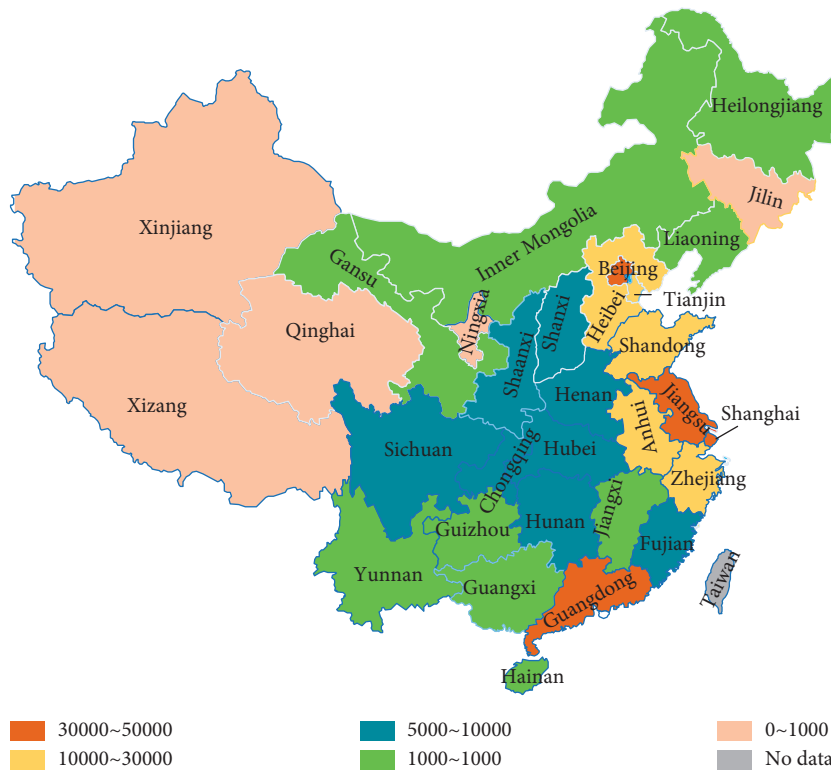 Heilongjiang
Jilin
Xinjiang
Inner Mongolia
Liaoning
Gansu
Beijing
Tianjin
Heibei
Ningxia
Qinghai
Shanxi
Shaanxi
Shandong
Xizang
Henan
Jiangsu
Shanghai
Anhui
Sichuan
Hubei
Chongqing
Zhejiang
Jiangxi
Hunan
Guizhou
Fujian
Yunnan
Guangxi
Guangdong
Taiwan
Hainan
30000~50000
5000~10000
0~1000
10000~30000
1000~1000
No data